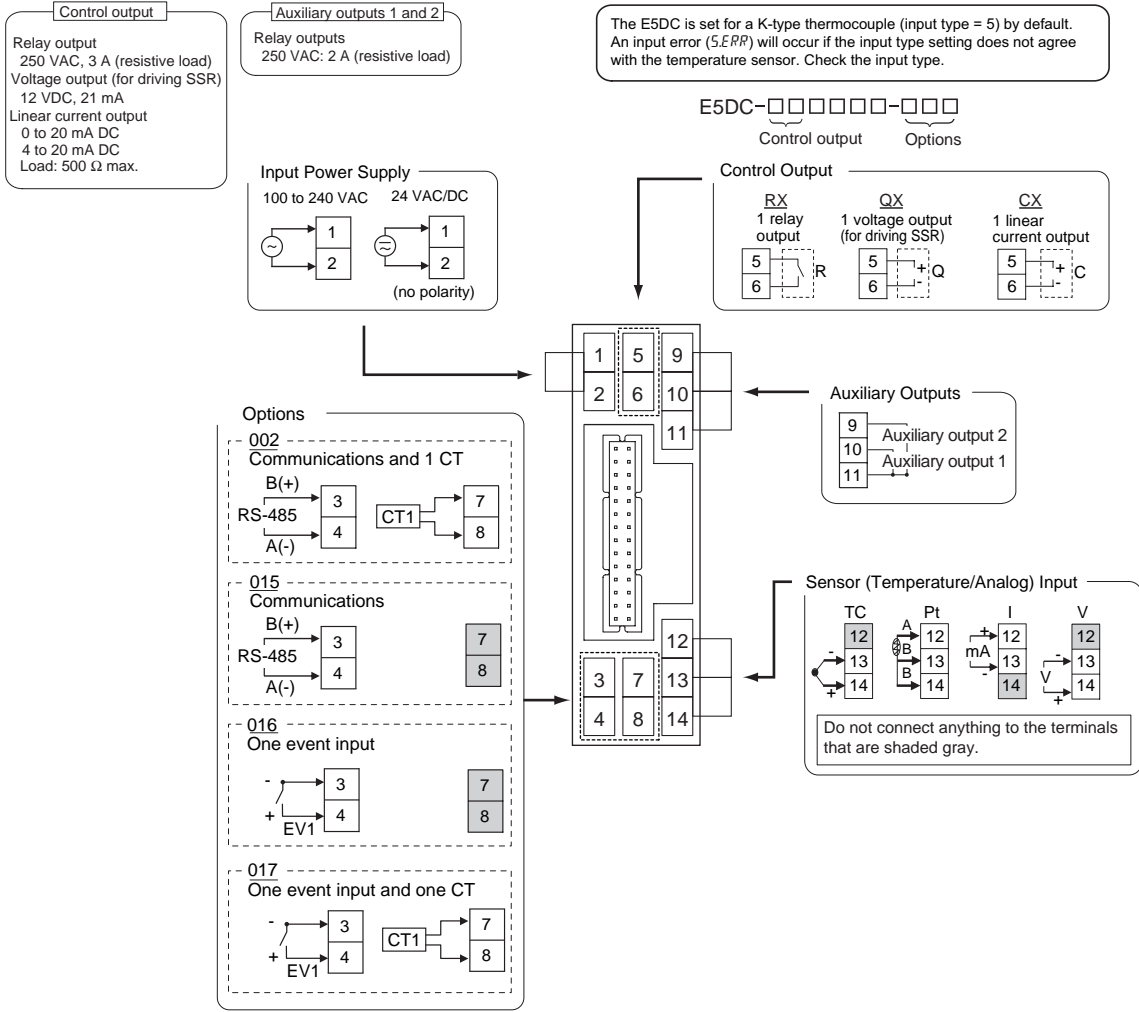 Control output
Relay output
250 VAC, 3 A (resistive load)
Voltage output (for driving SSR)
12 VDC, 21 mA
Linear current output
0 to 20 mA DC
4 to 20 mA DC
Load: 500 Ω max.
Auxiliary outputs 1 and 2
Relay outputs
250 VAC: 2 A (resistive load)
The E5DC is set for a K-type thermocouple (input type = 5) by default.
An input error (S.ERR) will occur if the input type setting does not agree
with the temperature sensor. Check the input type.
E5DC-□□□□□□-□□□
Control output
Options
Input Power Supply
100 to 240 VAC
24 VAC/DC
1
2
1
2
(no polarity)
Control Output
RX
1 relay
output
5
6
R
QX
1 voltage output
(for driving SSR)
5
6
+
-
Q
CX
1 linear
current output
5
6
+
-
C
1
5
9
2
6
10
11
12
3
7
13
4
8
14
Auxiliary Outputs
9
10
11
Auxiliary output 2
Auxiliary output 1
Options
002
Communications and 1 CT
B(+)
RS-485
A(-)
3
4
CT1
7
8
015
Communications
B(+)
RS-485
A(-)
3
4
7
8
016
One event input
-
+
EV1
3
4
7
8
017
One event input and one CT
-
+
EV1
3
4
CT1
7
8
Sensor (Temperature/Analog) Input
TC
12
- 13
+ 14
Pt
A 12
B 13
B 14
I
+ 12
mA
- 13
14
V
12
- 13
V
+ 14
Do not connect anything to the terminals
that are shaded gray.